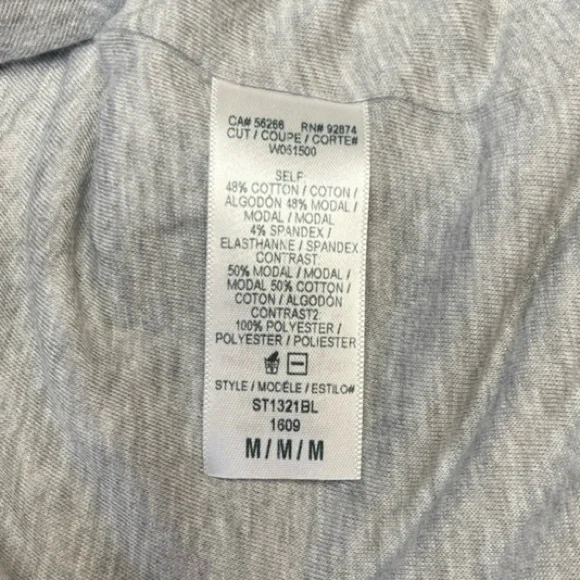 CA# 56266 RN# 92874
CUT / COUPE / CORTE#
W061500
SELF:
48% COTTON / COTON /
ALGODÓN 48% MODAL /
MODAL / MODAL
4% SPANDEX /
ELASTHANNE / SPANDEX
CONTRAST:
50% MODAL / MODAL /
MODAL 50% COTTON /
COTON / ALGODÓN
CONTRAST2:
100% POLYESTER /
POLYESTER / POLIESTER
STYLE / MODÈLE / ESTILO#
ST1321BL
1609
M / M / M